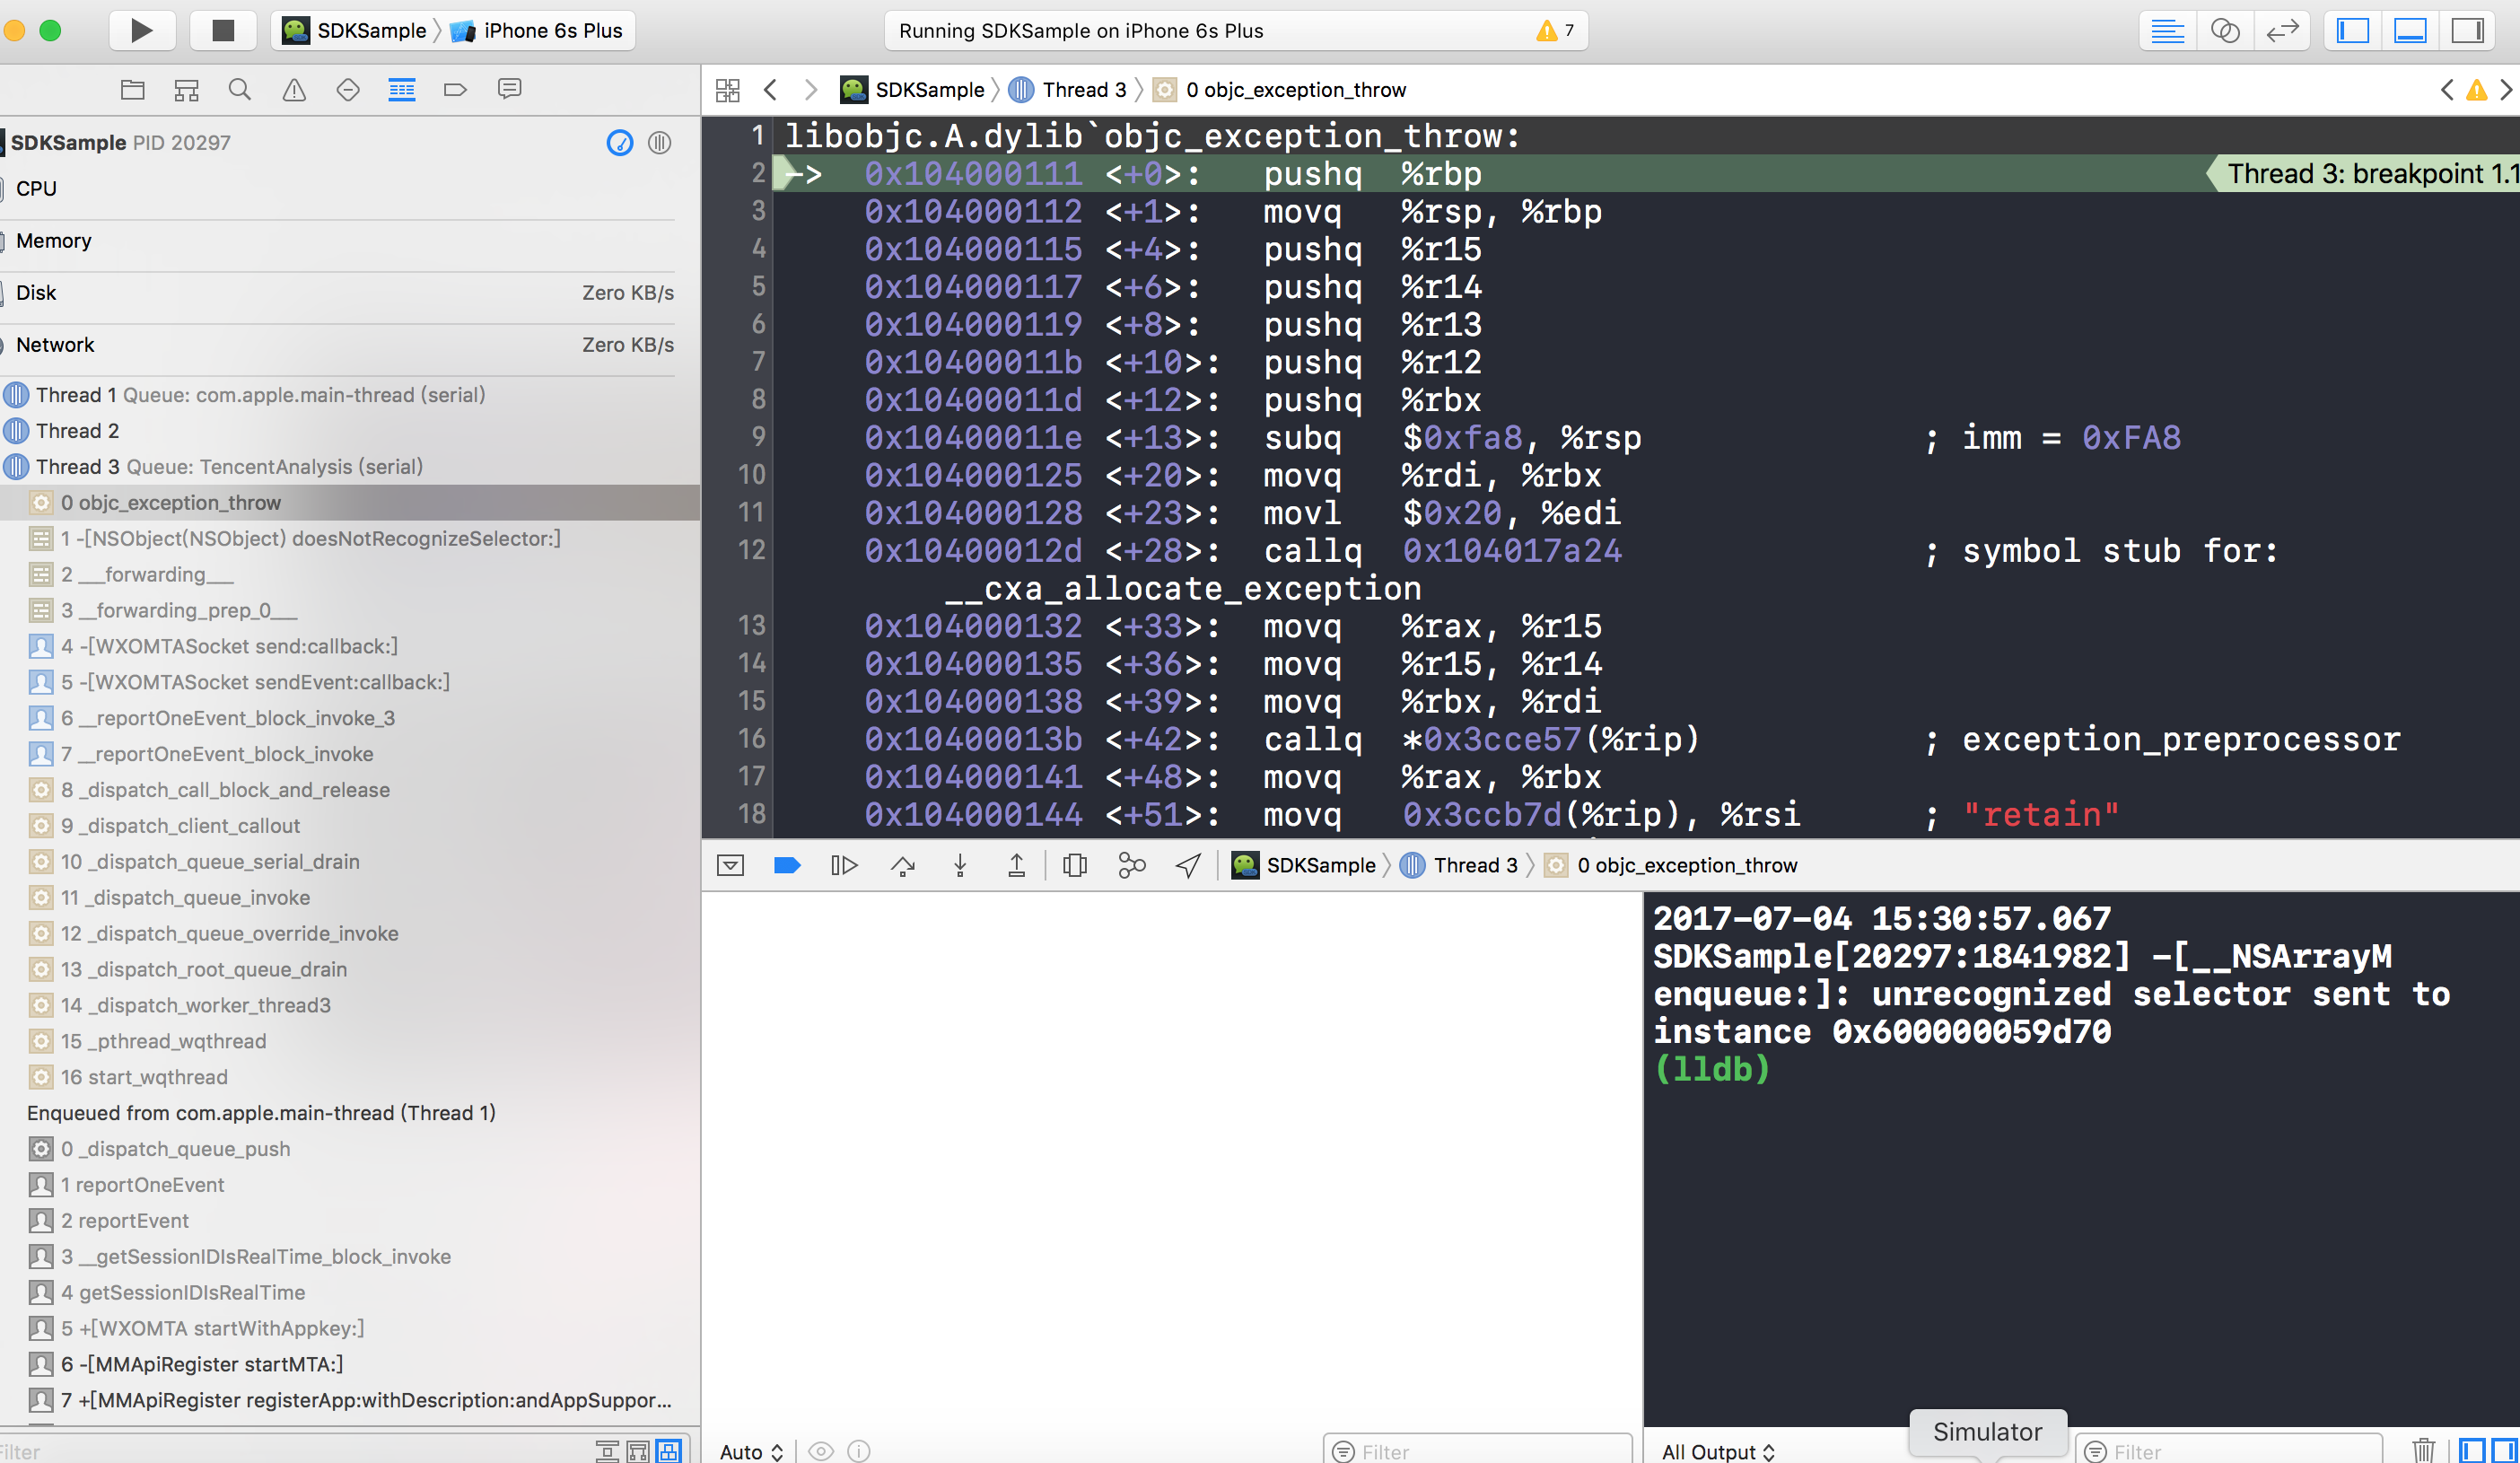 SDKSample iPhone 6s Plus
Running SDKSample on iPhone 6s Plus 7
SDKSample PID 20297
CPU
Memory
Disk Zero KB/s
Network Zero KB/s
Thread 1 Queue: com.apple.main-thread (serial)
Thread 2
Thread 3 Queue: TencentAnalysis (serial)
0 objc_exception_throw
1 -[NSObject(NSObject) doesNotRecognizeSelector:]
2 ___forwarding___
3 __forwarding_prep_0___
4 -[WXOMTASocket send:callback:]
5 -[WXOMTASocket sendEvent:callback:]
6 __reportOneEvent_block_invoke_3
7 __reportOneEvent_block_invoke
8 _dispatch_call_block_and_release
9 _dispatch_client_callout
10 _dispatch_queue_serial_drain
11 _dispatch_queue_invoke
12 _dispatch_queue_override_invoke
13 _dispatch_root_queue_drain
14 _dispatch_worker_thread3
15 _pthread_wqthread
16 start_wqthread
Enqueued from com.apple.main-thread (Thread 1)
0 _dispatch_queue_push
1 reportOneEvent
2 reportEvent
3 __getSessionIDIsRealTime_block_invoke
4 getSessionIDIsRealTime
5 +[WXOMTA startWithAppkey:]
6 -[MMApiRegister startMTA:]
7 +[MMApiRegister registerApp:withDescription:andAppSuppor...
SDKSample Thread 3 0 objc_exception_throw
1 libobjc.A.dylib`objc_exception_throw:
2 -> 0x104000111 <+0>: pushq %rbp Thread 3: breakpoint 1.1
3 0x104000112 <+1>: movq %rsp, %rbp
4 0x104000115 <+4>: pushq %r15
5 0x104000117 <+6>: pushq %r14
6 0x104000119 <+8>: pushq %r13
7 0x10400011b <+10>: pushq %r12
8 0x10400011d <+12>: pushq %rbx
9 0x10400011e <+13>: subq $0xfa8, %rsp ; imm = 0xFA8
10 0x104000125 <+20>: movq %rdi, %rbx
11 0x104000128 <+23>: movl $0x20, %edi
12 0x10400012d <+28>: callq 0x104017a24 ; symbol stub for:
__cxa_allocate_exception
13 0x104000132 <+33>: movq %rax, %r15
14 0x104000135 <+36>: movq %r15, %r14
15 0x104000138 <+39>: movq %rbx, %rdi
16 0x10400013b <+42>: callq *0x3cce57(%rip) ; exception_preprocessor
17 0x104000141 <+48>: movq %rax, %rbx
18 0x104000144 <+51>: movq 0x3ccb7d(%rip), %rsi ; "retain"
SDKSample Thread 3 0 objc_exception_throw
2017-07-04 15:30:57.067
SDKSample[20297:1841982] -[__NSArrayM
enqueue:]: unrecognized selector sent to
instance 0x600000059d70
(lldb)
Simulator
Filter Auto Filter All Output Filter